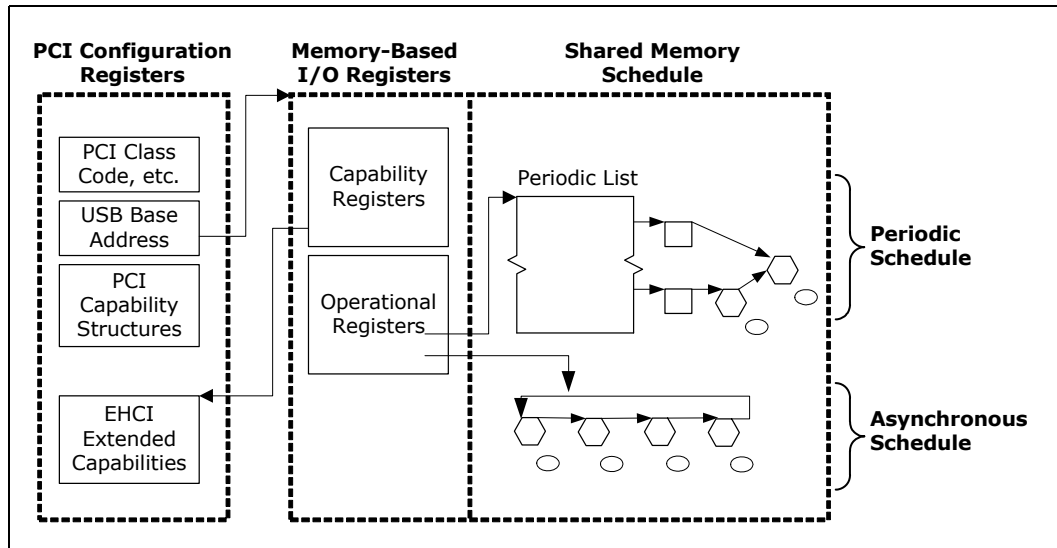 PCI Configuration
Registers
Memory-Based
I/O Registers
Shared Memory
Schedule
PCI Class
Code, etc.
USB Base
Address
PCI
Capability
Structures
EHCI
Extended
Capabilities
Capability
Registers
Operational
Registers
Periodic List
Periodic
Schedule
Asynchronous
Schedule